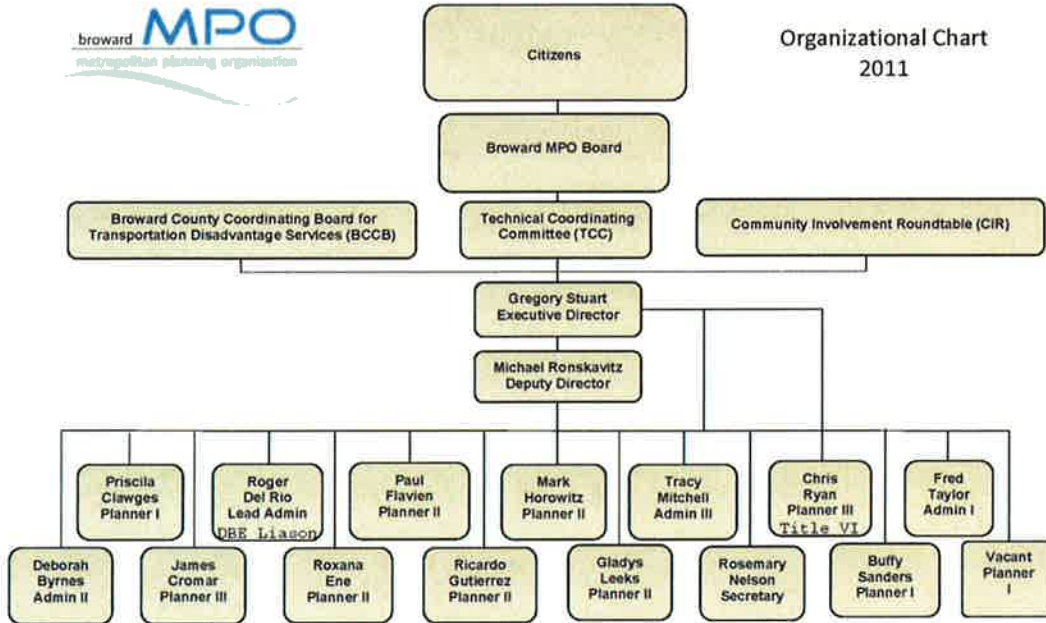 broward MPO
metropolitan planning organization
Organizational Chart
2011
Citizens
Broward MPO Board
Broward County Coordinating Board for
Transportation Disadvantage Services (BCCB)
Technical Coordinating
Committee (TCC)
Community Involvement Roundtable (CIR)
Gregory Stuart
Executive Director
Michael Ronskavitz
Deputy Director
Priscila
Clawges
Planner I
Roger
Del Rio
Lead Admin
DBE Liason
Paul
Flavien
Planner II
Mark
Horowitz
Planner II
Tracy
Mitchell
Admin III
Chris
Ryan
Planner III
Title VI
Fred
Taylor
Admin I
Deborah
Byrnes
Admin II
James
Cromar
Planner III
Roxana
Ene
Planner II
Ricardo
Gutierrez
Planner II
Gladys
Leeks
Planner II
Rosemary
Nelson
Secretary
Buffy
Sanders
Planner I
Vacant
Planner
I